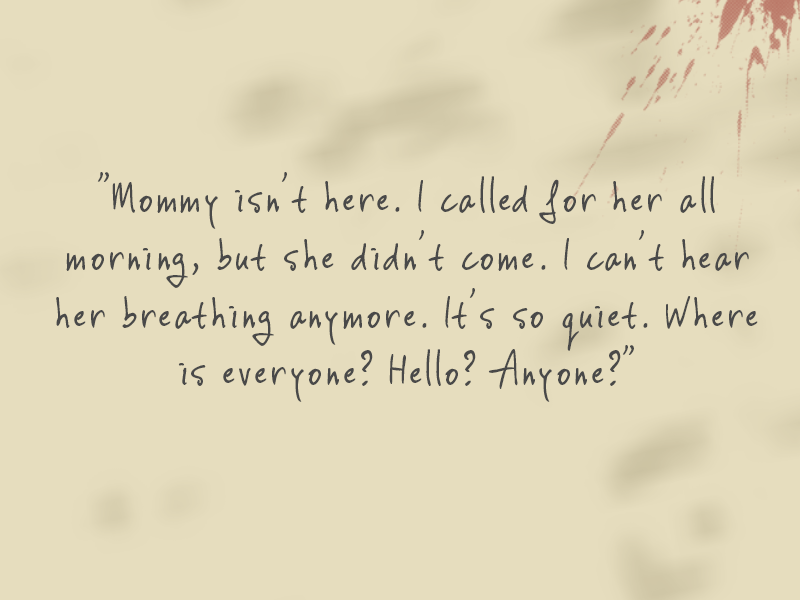 "Mommy isn't here. I called for her all
morning, but she didn't come. I can't hear
her breathing anymore. It's so quiet. Where
is everyone? Hello? Anyone?"